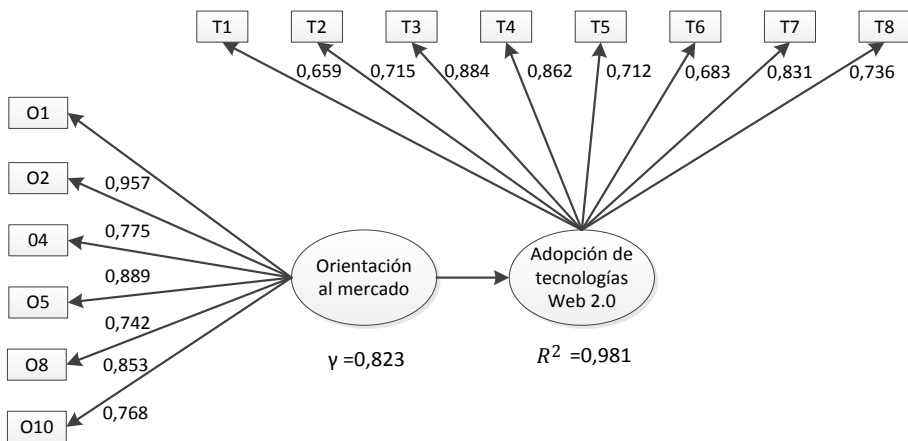 T1 T2 T3 T4 T5 T6 T7 T8
0,659 0,715 0,884 0,862 0,712 0,683 0,831 0,736
O1
O2
0,957
04
0,775
O5
0,889
O8
0,742
O10
0,853
0,768
Orientación
al mercado
Adopción de
tecnologías
Web 2.0
γ =0,823
R² =0,981